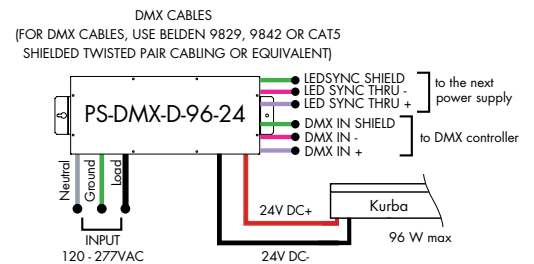 DMX CABLES
(FOR DMX CABLES, USE BELDEN 9829, 9842 OR CAT5
SHIELDED TWISTED PAIR CABLING OR EQUIVALENT)
PS-DMX-D-96-24
LEDSYNC SHIELD
LED SYNC THRU -
LED SYNC THRU +
to the next
power supply
DMX IN SHIELD
DMX IN -
DMX IN +
to DMX controller
Neutral
Ground
Load
INPUT
120 - 277VAC
24V DC+
24V DC-
Kurba
96 W max